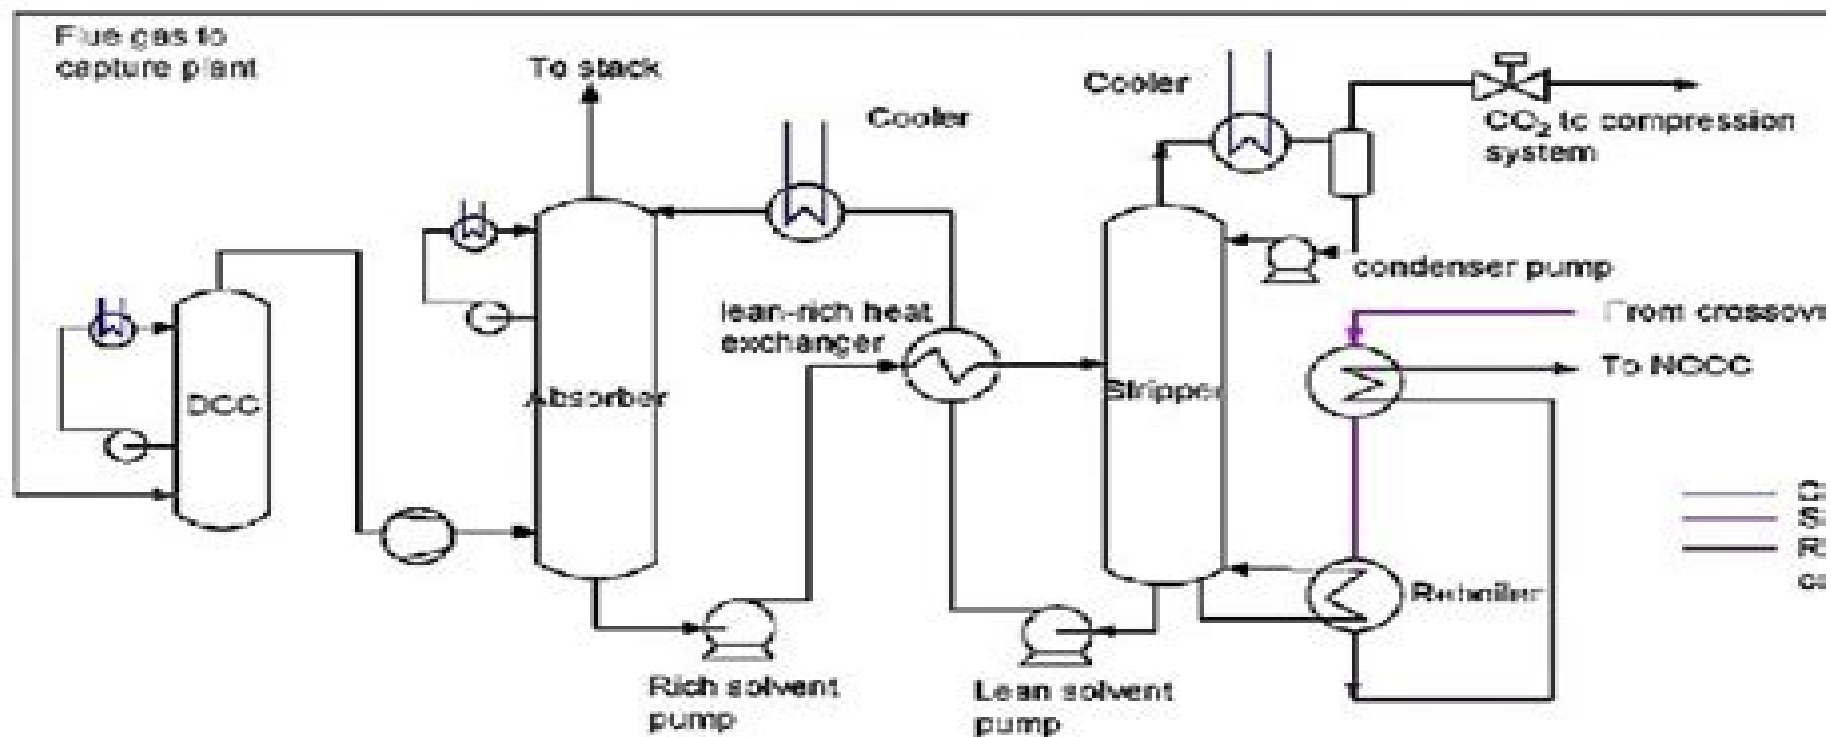 Flue gas to
capture plant
To stack
Cooler
Cooler
CO₂ to compression
system
condenser pump
lean-rich heat
exchanger
From crossov
To NGCC
DCC
Absorber
Stripper
Reboiler
Rich solvent
pump
Lean solvent
pump